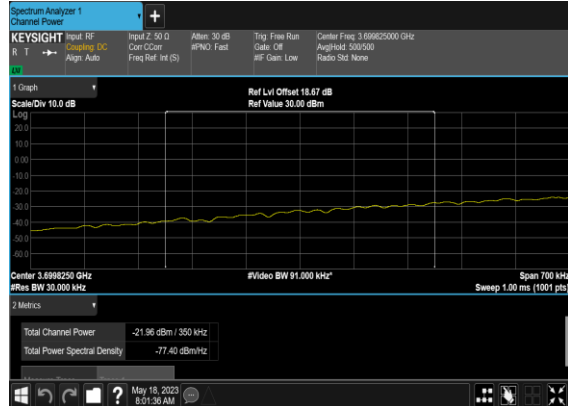 Spectrum Analyzer 1
Channel Power
+
KEYSIGHT
R T
LV
Input: RF
Coupling: DC
Align: Auto
Input Z: 50 Ω
Corr CCorr
Freq Ref: Int (S)
Atten: 30 dB
#PNO: Fast
Trig: Free Run
Gate: Off
#IF Gain: Low
Center Freq: 3.699825000 GHz
Avg|Hold: 500/500
Radio Std: None
1 Graph
Scale/Div 10.0 dB
Ref Lvl Offset 18.67 dB
Ref Value 30.00 dBm
Log
20.0
10.0
0.00
-10.0
-20.0
-30.0
-40.0
-50.0
-60.0
Center 3.6998250 GHz
#Res BW 30.000 kHz
#Video BW 91.000 kHz*
Span 700 kHz
Sweep 1.00 ms (1001 pts)
2 Metrics
Total Channel Power -21.96 dBm / 350 kHz
Total Power Spectral Density -77.40 dBm/Hz
?
May 18, 2023
8:01:36 AM